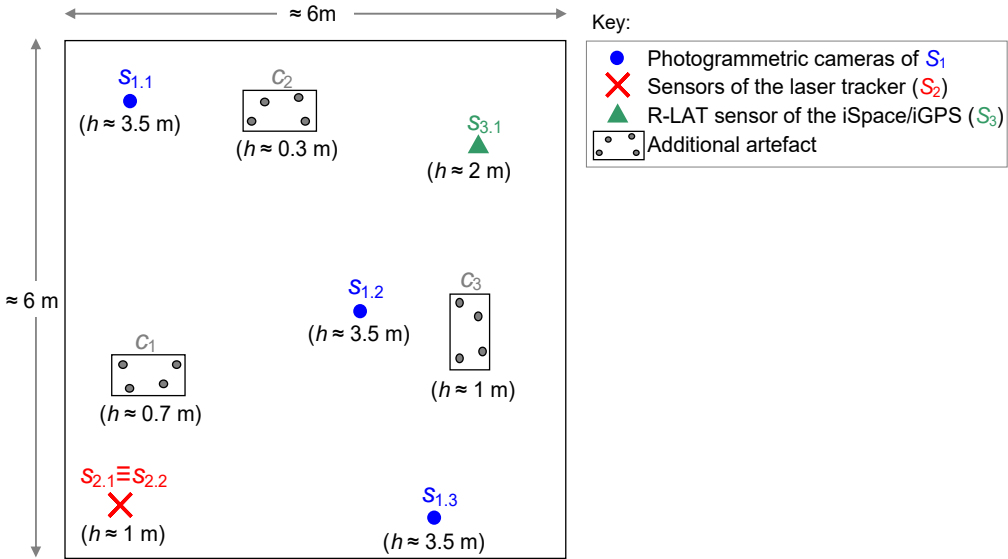 ≈ 6m
Key:
Photogrammetric cameras of S1
Sensors of the laser tracker (S2)
R-LAT sensor of the iSpace/iGPS (S3)
Additional artefact
s1.1
(h ≈ 3.5 m)
c2
(h ≈ 0.3 m)
s3.1
(h ≈ 2 m)
≈ 6 m
s1.2
(h ≈ 3.5 m)
c3
(h ≈ 1 m)
c1
(h ≈ 0.7 m)
s2.1≡s2.2
(h ≈ 1 m)
s1.3
(h ≈ 3.5 m)